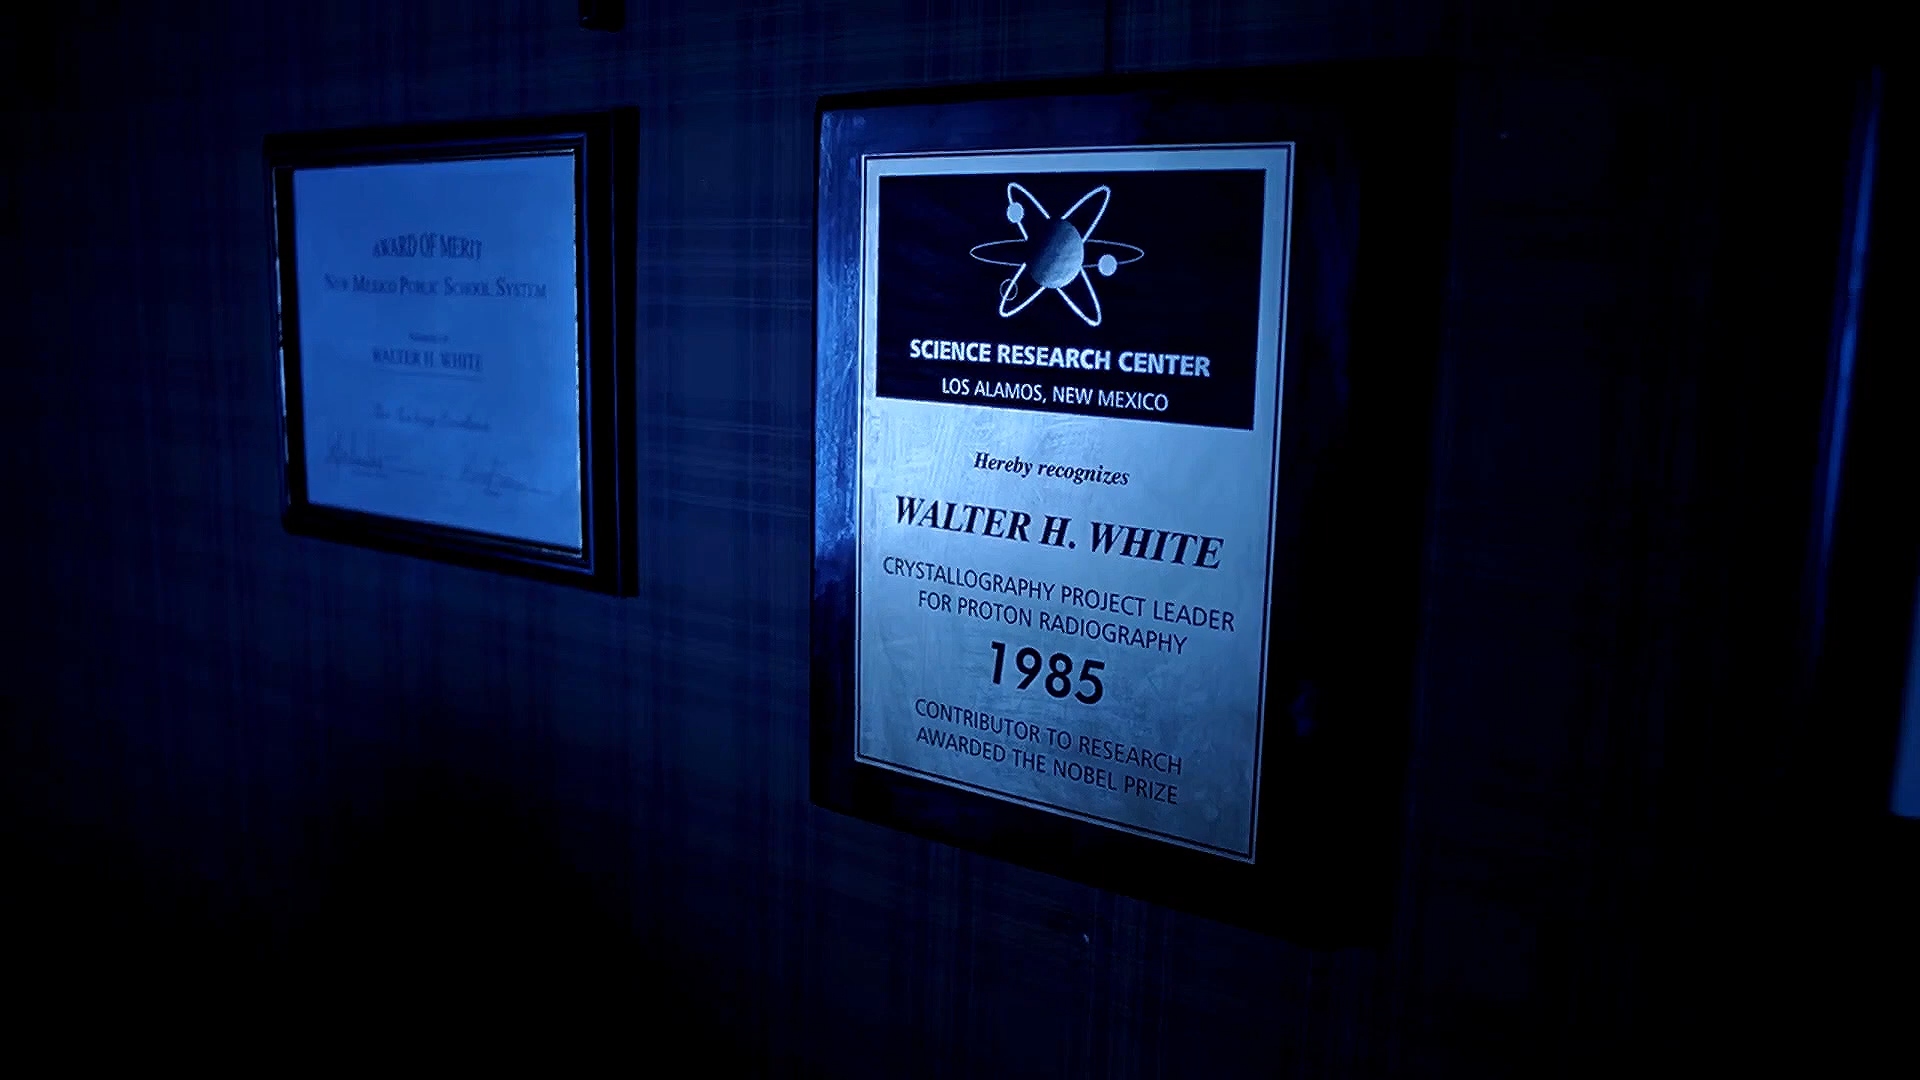 AWARD OF MERIT
NEW MEXICO PUBLIC SCHOOL SYSTEM
WALTER H. WHITE
SCIENCE RESEARCH CENTER
LOS ALAMOS, NEW MEXICO
Hereby recognizes
WALTER H. WHITE
CRYSTALLOGRAPHY PROJECT LEADER
FOR PROTON RADIOGRAPHY
1985
CONTRIBUTOR TO RESEARCH
AWARDED THE NOBEL PRIZE